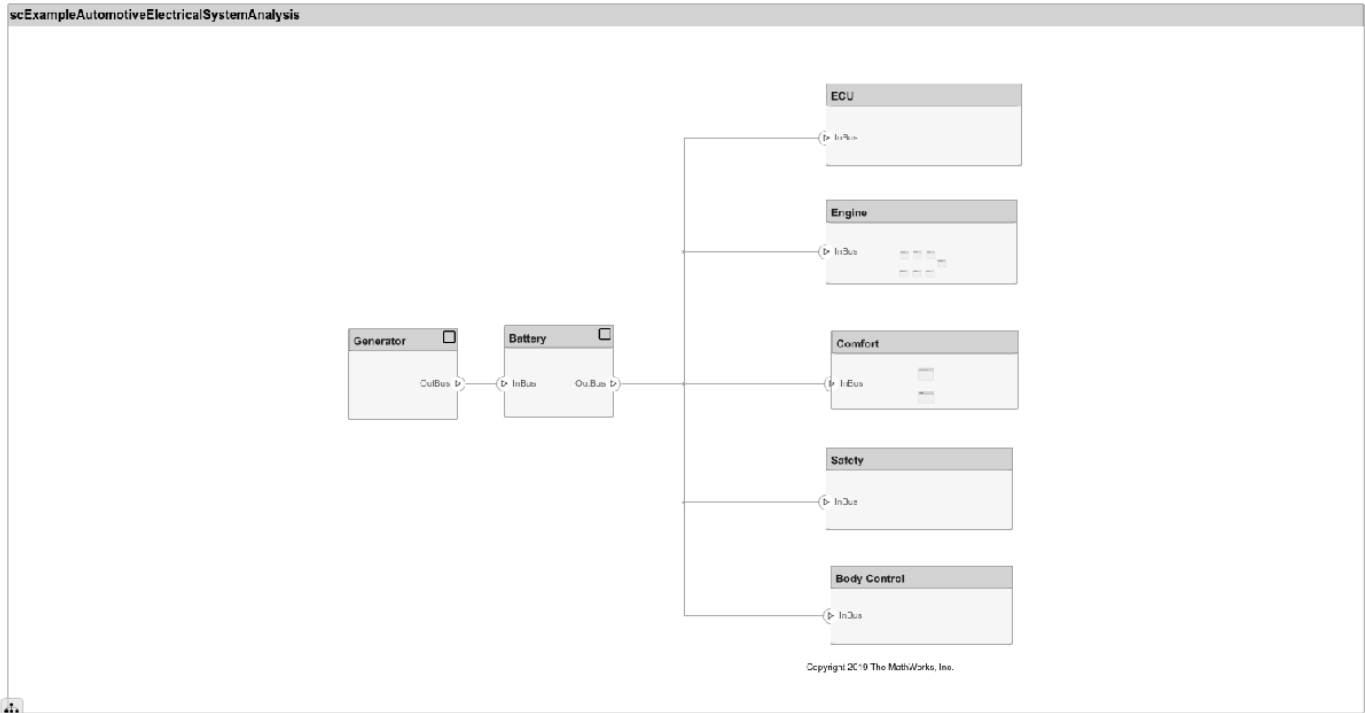 scExampleAutomotiveElectricalSystemAnalysis
ECU
InBus
Engine
InBus
Generator
OutBus
Battery
InBus
OutBus
Comfort
InBus
Safety
InBus
Body Control
InBus
Copyright 2019 The MathWorks, Inc.